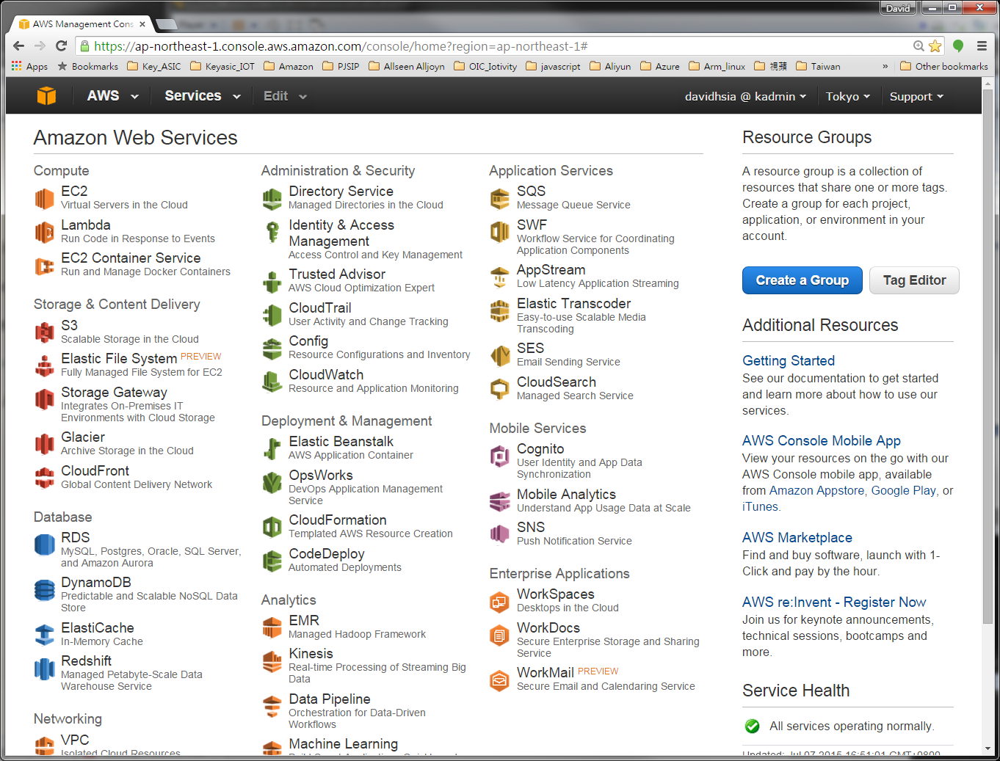 David
AWS Management Cons
https://ap-northeast-1.console.aws.amazon.com/console/home?region=ap-northeast-1#
Apps
Bookmarks
Key_ASIC
Keyasic_IOT
Amazon
PJSIP
Allseen Alljoyn
OIC_Iotivity
javascript
Aliyun
Azure
Arm_linux
視蘋
Taiwan
»
Other bookmarks
AWS
Services
Edit
davidhsia @ kadmin
Tokyo
Support
Amazon Web Services
Compute
EC2
Virtual Servers in the Cloud
Lambda
Run Code in Response to Events
EC2 Container Service
Run and Manage Docker Containers
Storage & Content Delivery
S3
Scalable Storage in the Cloud
Elastic File System PREVIEW
Fully Managed File System for EC2
Storage Gateway
Integrates On-Premises IT
Environments with Cloud Storage
Glacier
Archive Storage in the Cloud
CloudFront
Global Content Delivery Network
Database
RDS
MySQL, Postgres, Oracle, SQL Server,
and Amazon Aurora
DynamoDB
Predictable and Scalable NoSQL Data
Store
ElastiCache
In-Memory Cache
Redshift
Managed Petabyte-Scale Data
Warehouse Service
Networking
VPC
Isolated Cloud Resources
Administration & Security
Directory Service
Managed Directories in the Cloud
Identity & Access
Management
Access Control and Key Management
Trusted Advisor
AWS Cloud Optimization Expert
CloudTrail
User Activity and Change Tracking
Config
Resource Configurations and Inventory
CloudWatch
Resource and Application Monitoring
Deployment & Management
Elastic Beanstalk
AWS Application Container
OpsWorks
DevOps Application Management
Service
CloudFormation
Templated AWS Resource Creation
CodeDeploy
Automated Deployments
Analytics
EMR
Managed Hadoop Framework
Kinesis
Real-time Processing of Streaming Big
Data
Data Pipeline
Orchestration for Data-Driven
Workflows
Machine Learning
Application Services
SQS
Message Queue Service
SWF
Workflow Service for Coordinating
Application Components
AppStream
Low Latency Application Streaming
Elastic Transcoder
Easy-to-use Scalable Media
Transcoding
SES
Email Sending Service
CloudSearch
Managed Search Service
Mobile Services
Cognito
User Identity and App Data
Synchronization
Mobile Analytics
Understand App Usage Data at Scale
SNS
Push Notification Service
Enterprise Applications
WorkSpaces
Desktops in the Cloud
WorkDocs
Secure Enterprise Storage and Sharing
Service
WorkMail PREVIEW
Secure Email and Calendaring Service
Resource Groups
A resource group is a collection of
resources that share one or more tags.
Create a group for each project,
application, or environment in your
account.
Create a Group
Tag Editor
Additional Resources
Getting Started
See our documentation to get started
and learn more about how to use our
services.
AWS Console Mobile App
View your resources on the go with our
AWS Console mobile app, available
from Amazon Appstore, Google Play, or
iTunes.
AWS Marketplace
Find and buy software, launch with 1-
Click and pay by the hour.
AWS re:Invent - Register Now
Join us for keynote announcements,
technical sessions, bootcamps and
more.
Service Health
All services operating normally.
Updated: Jul 07 2015 16:51:01 GMT+0800